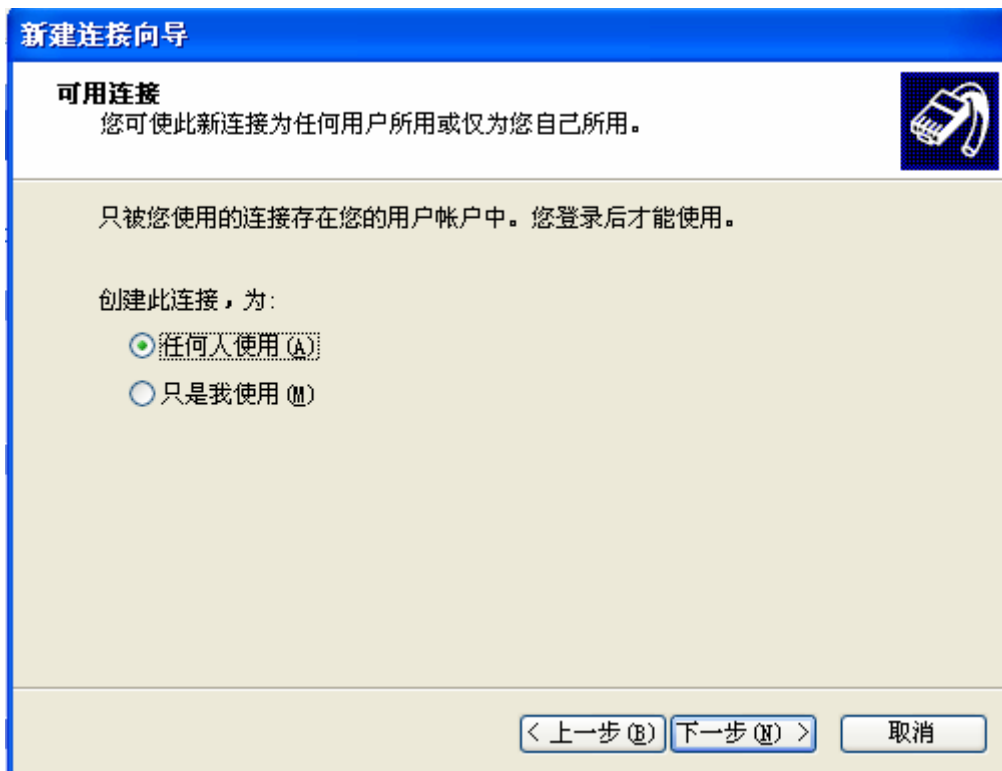 新建连接向导
可用连接
您可使此新连接为任何用户所用或仅为您自己所用。
只被您使用的连接存在您的用户帐户中。您登录后才能使用。
创建此连接，为:
任何人使用(A)
只是我使用(M)
< 上一步(B) 下一步(N) > 取消